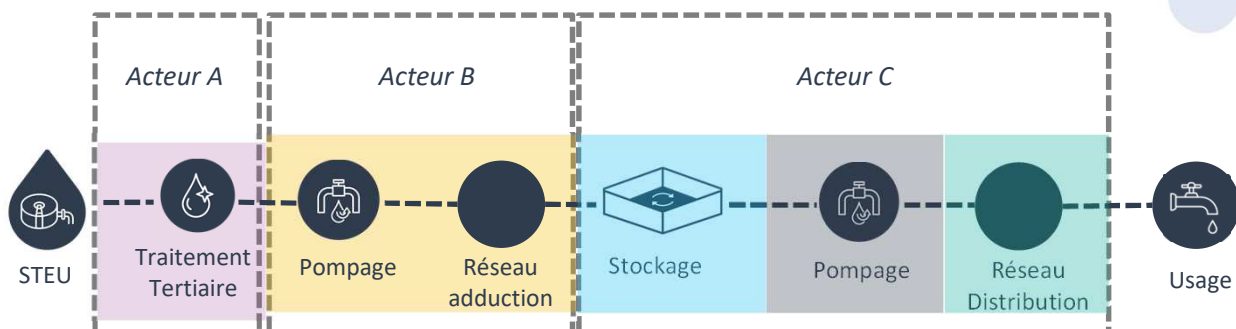 Acteur A
Acteur B
Acteur C
STEU
Traitement
Tertiaire
Pompage
Réseau
adduction
Stockage
Pompage
Réseau
Distribution
Usage